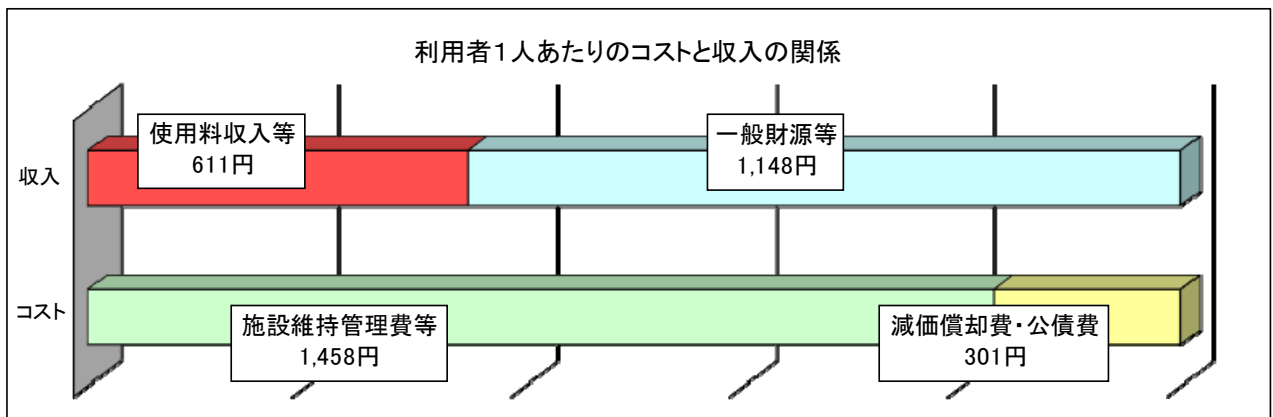 利用者１人あたりのコストと収入の関係
使用料収入等
611円
一般財源等
1,148円
収入
コスト
施設維持管理費等
1,458円
減価償却費・公債費
301円